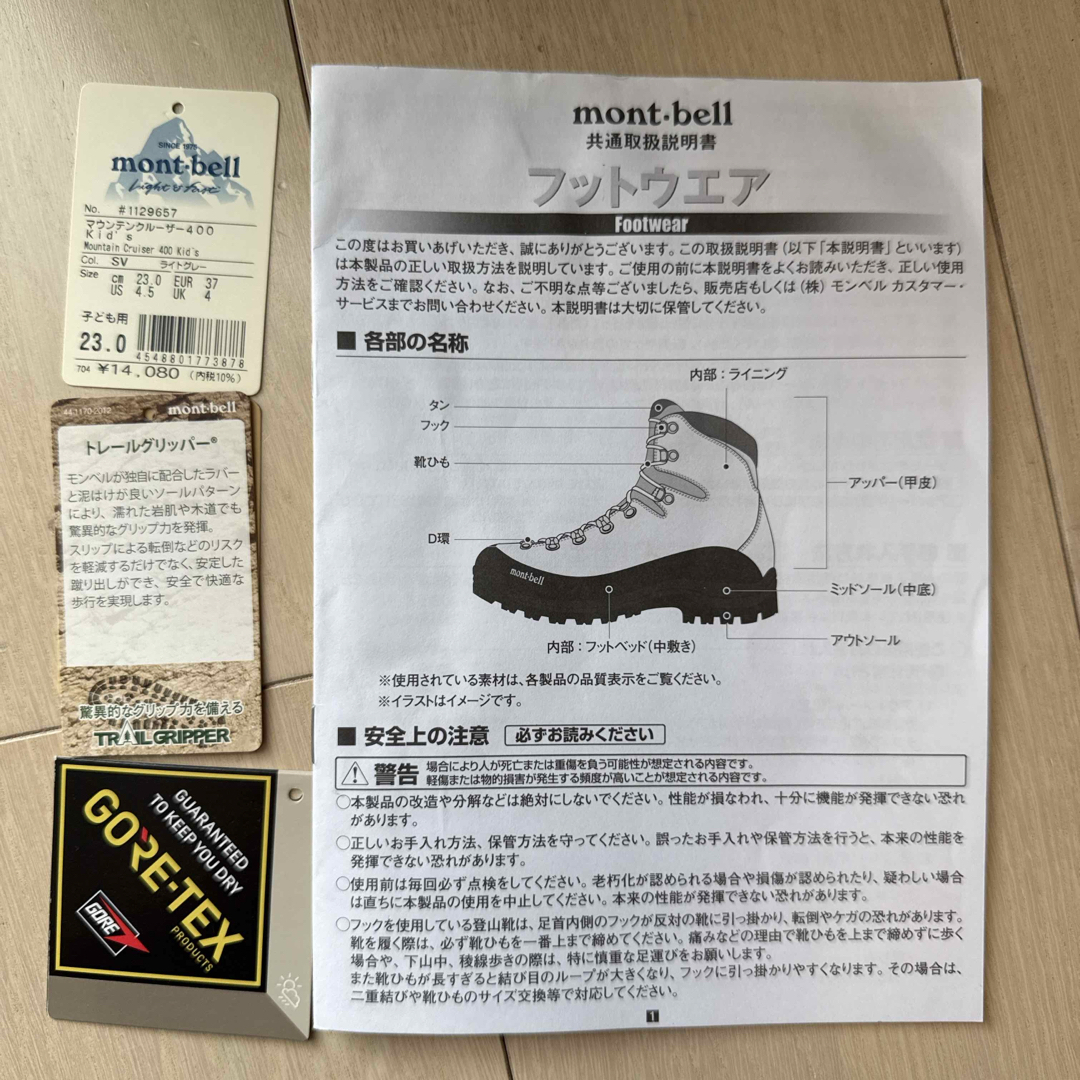 SINCE 1975
mont·bell
Light & Fast
No. #1129657
マウンテンクルーザー400
Kid's
Mountain Cruiser 400 Kid's
Col. SV ライトグレー
Size cm 23.0 EUR 37
US 4.5 UK 4
子ども用
23.0
4548801773878
704 ¥14,080 (内税10%)
44-1170-2012 mont·bell
トレールグリッパー®
モンベルが独自に配合したラバー
と泥はけが良いソールパターン
により、濡れた岩肌や木道でも
驚異的なグリップ力を発揮。
スリップによる転倒などのリスク
を軽減するだけでなく、安定した
蹴り出しができ、安全で快適な
歩行を実現します。
驚異的なグリップ力を備える
TRAIL GRIPPER
GUARANTEED
TO KEEP YOU DRY
GORE-TEX
PRODUCTS
GORE
mont·bell
共通取扱説明書
フットウエア
Footwear
この度はお買いあげいただき、誠にありがとうございます。この取扱説明書(以下「本説明書」といいます)
は本製品の正しい取扱方法を説明しています。ご使用の前に本説明書をよくお読みいただき、正しい使用
方法をご確認ください。なお、ご不明な点等ございましたら、販売店もしくは(株)モンベル カスタマー・
サービスまでお問い合わせください。本説明書は大切に保管してください。
■ 各部の名称
内部:ライニング
タン
フック
靴ひも
アッパー(甲皮)
D環
mont-bell
ミッドソール(中底)
アウトソール
内部:フットベッド(中敷き)
※使用されている素材は、各製品の品質表示をご覧ください。
※イラストはイメージです。
■ 安全上の注意 必ずお読みください
警告 場合により人が死亡または重傷を負う可能性が想定される内容です。
軽傷または物的損害が発生する頻度が高いことが想定される内容です。
○本製品の改造や分解などは絶対にしないでください。性能が損なわれ、十分に機能が発揮できない恐れ
があります。
○正しいお手入れ方法、保管方法を守ってください。誤ったお手入れや保管方法を行うと、本来の性能を
発揮できない恐れがあります。
○使用前は毎回必ず点検をしてください。老朽化が認められる場合や損傷が認められたり、疑わしい場合
は直ちに本製品の使用を中止してください。本来の性能が発揮できない恐れがあります。
○フックを使用している登山靴は、足首内側のフックが反対の靴に引っ掛かり、転倒やケガの恐れがあります。
靴を履く際は、必ず靴ひもを一番上まで締めてください。痛みなどの理由で靴ひもを上まで締めずに歩く
場合や、下山中、稜線歩きの際は、特に慎重な足運びをお願いします。
また靴ひもが長すぎると結び目のループが大きくなり、フックに引っ掛かりやすくなります。その場合は、
二重結びや靴ひものサイズ交換等で対応してください。
1